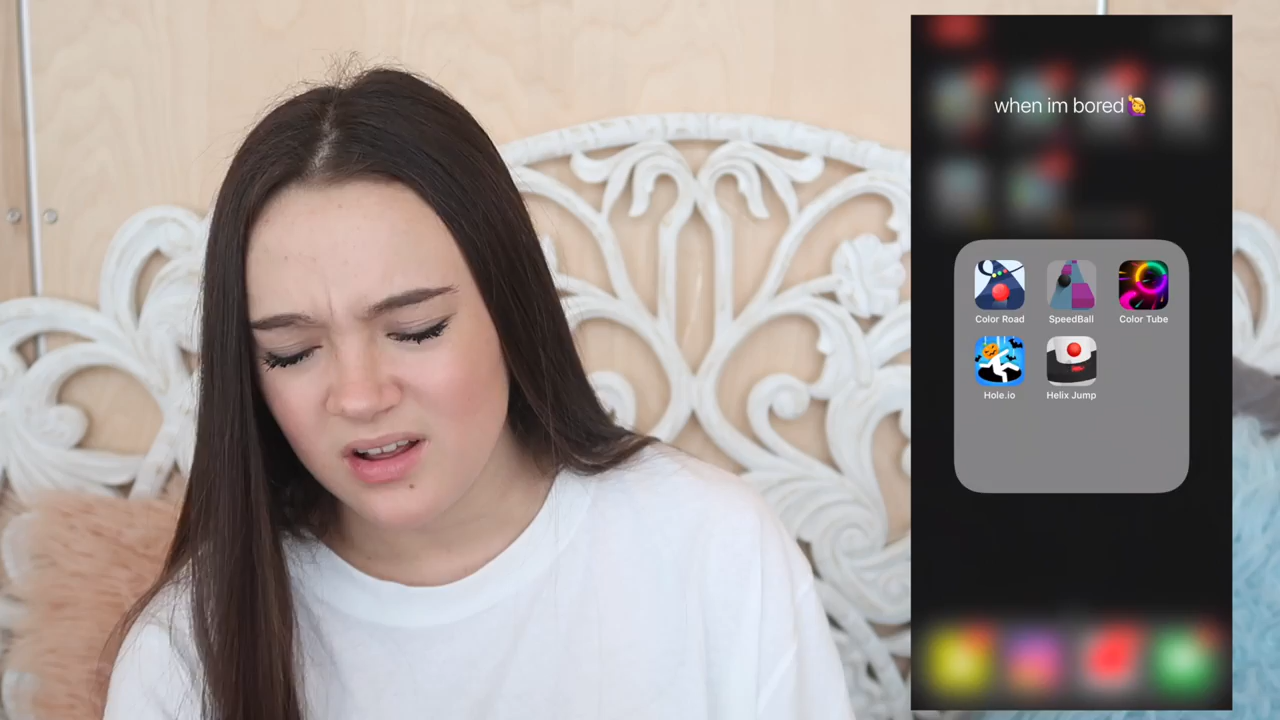 when im bored🙋‍♀️
Color Road
SpeedBall
Color Tube
Hole.io
Helix Jump